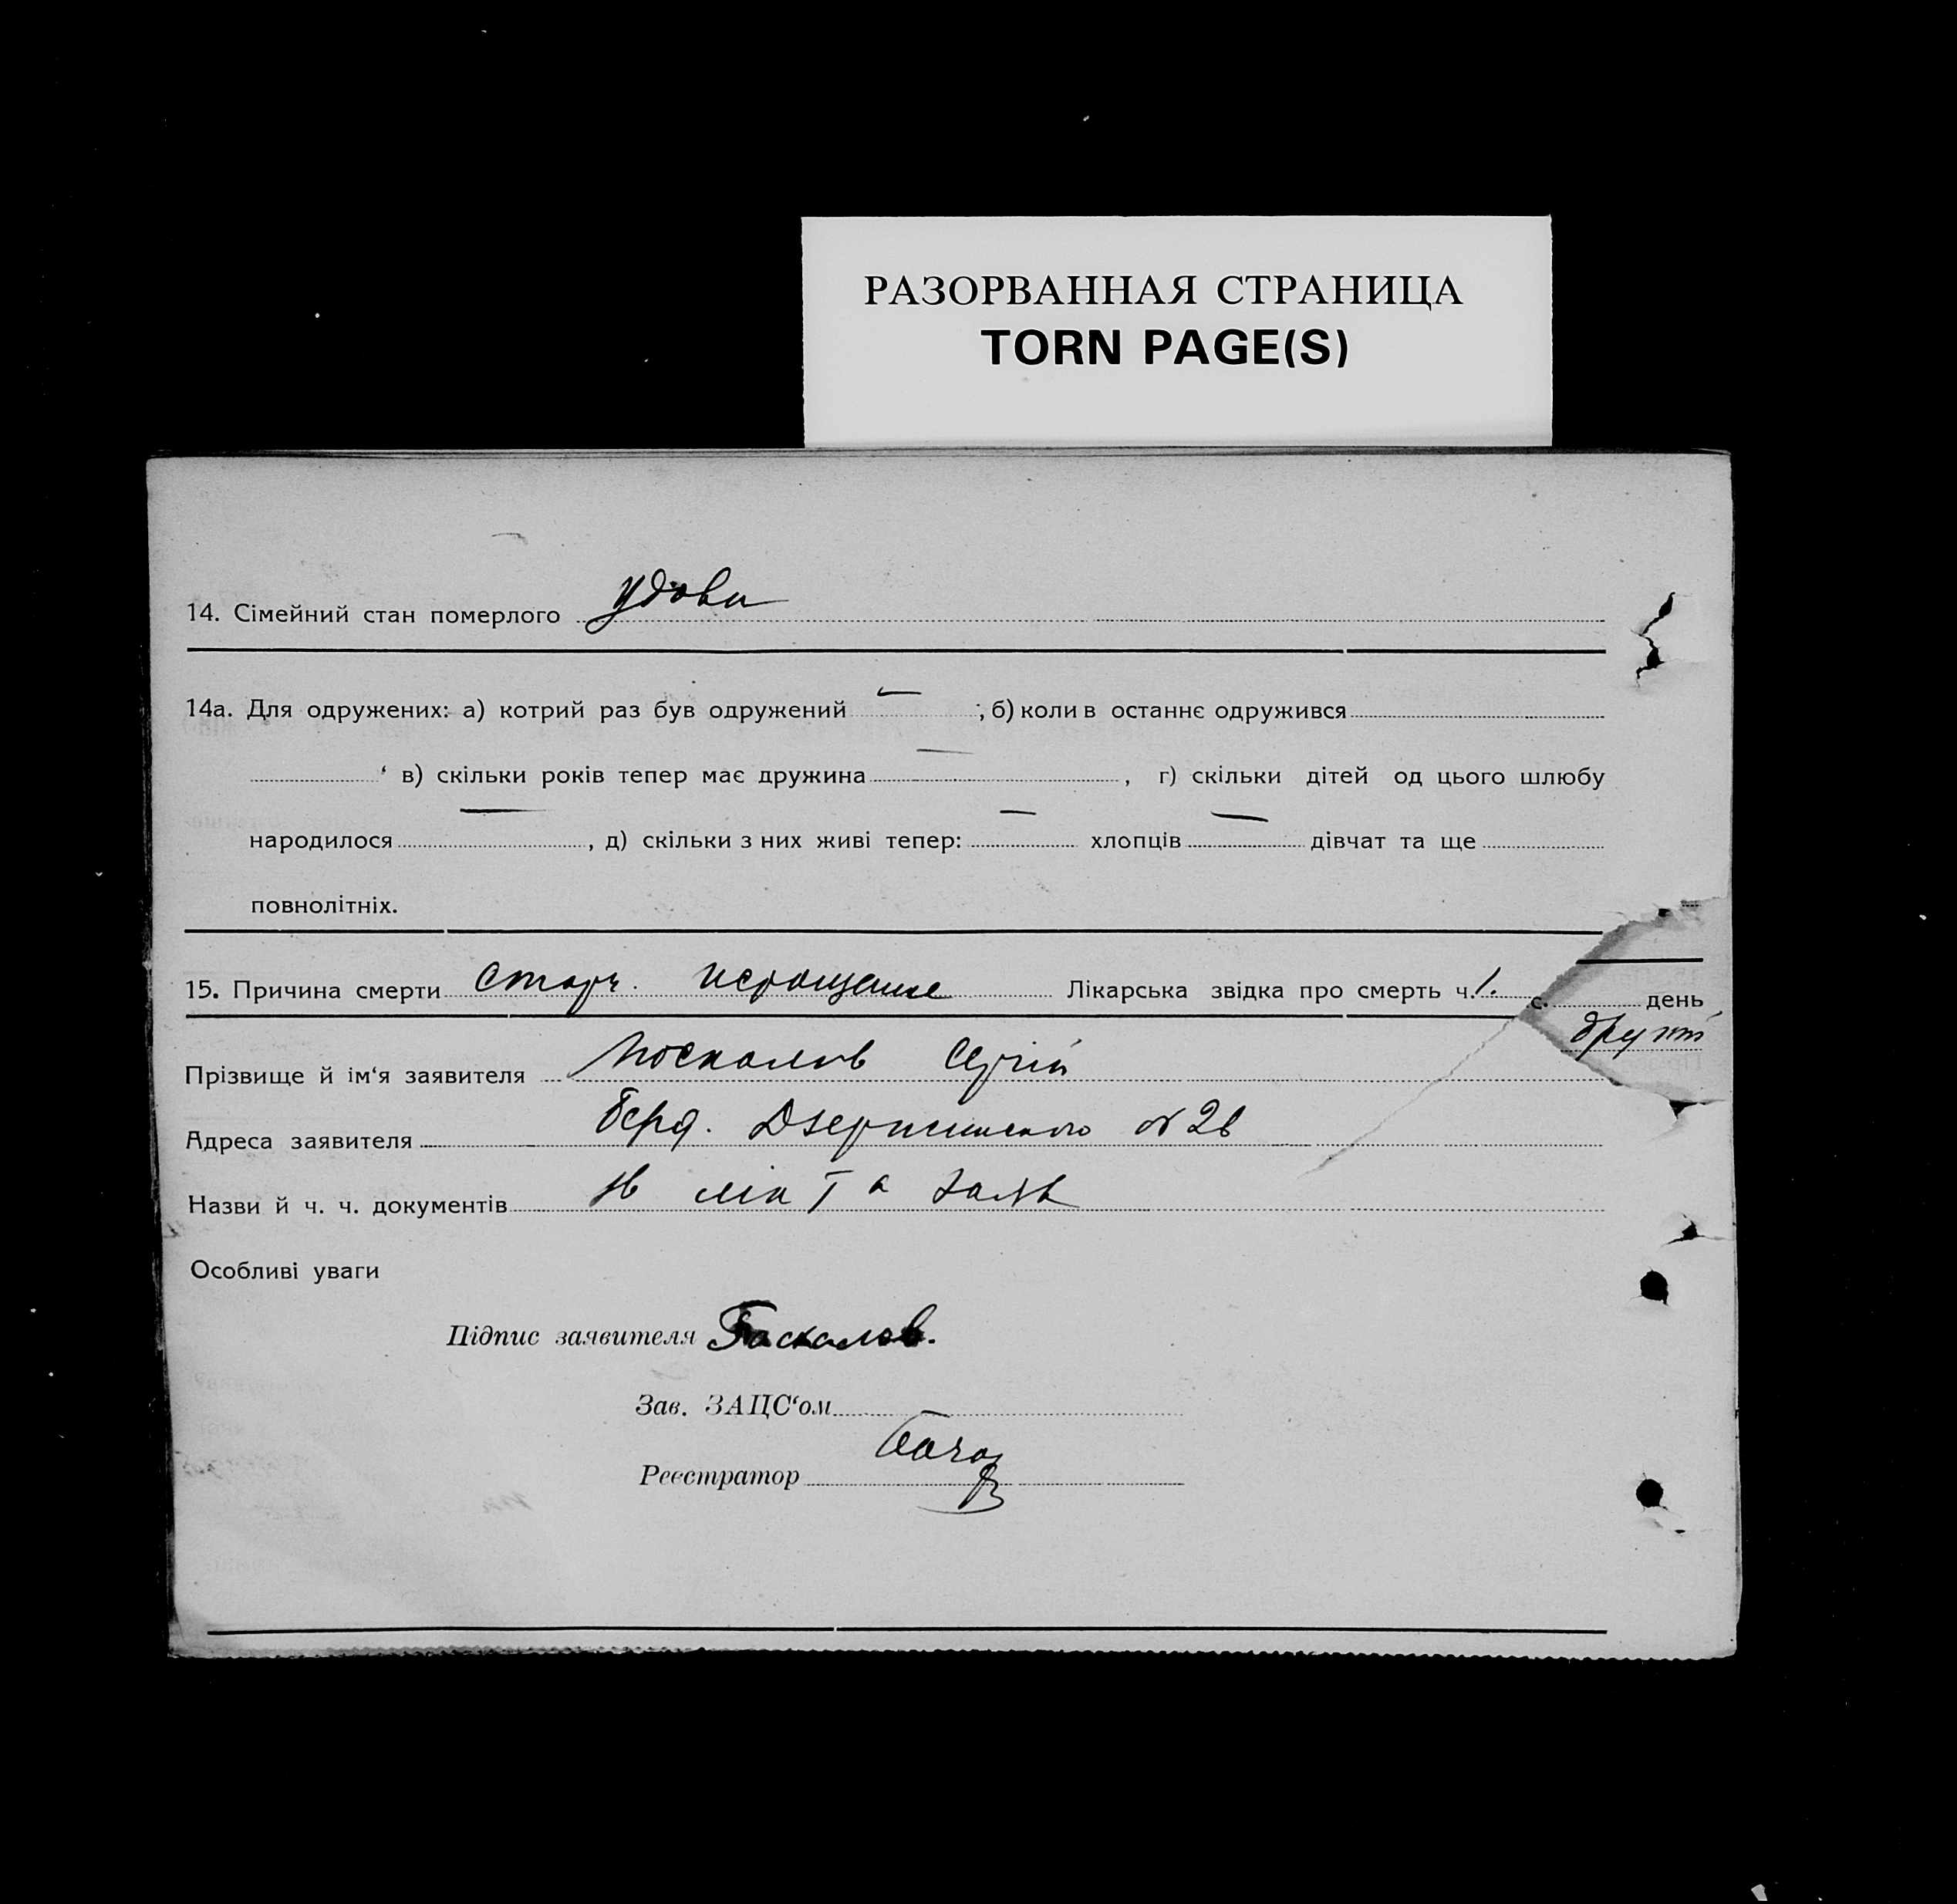 РАЗОРВАННАЯ СТРАНИЦА
TORN PAGE(S)
14. Сімейний стан померлого удова
14а. Для одружених: а) котрий раз був одружений — ; б) коли в останнє одружився
в) скільки років тепер має дружина — , г) скільки дітей од цього шлюбу
народилося — , д) скільки з них живі тепер: — хлопців — дівчат та ще
повнолітніх.
15. Причина смерти старч. Лікарська звідка про смерть ч. 1.
с. день
Прізвище й ім'я заявителя Сергій
Адреса заявителя Берд. Дзержинського №
Назви й ч. ч. документів
Особливі уваги
Підпис заявителя
Зав. ЗАЦС'ом
Реєстратор